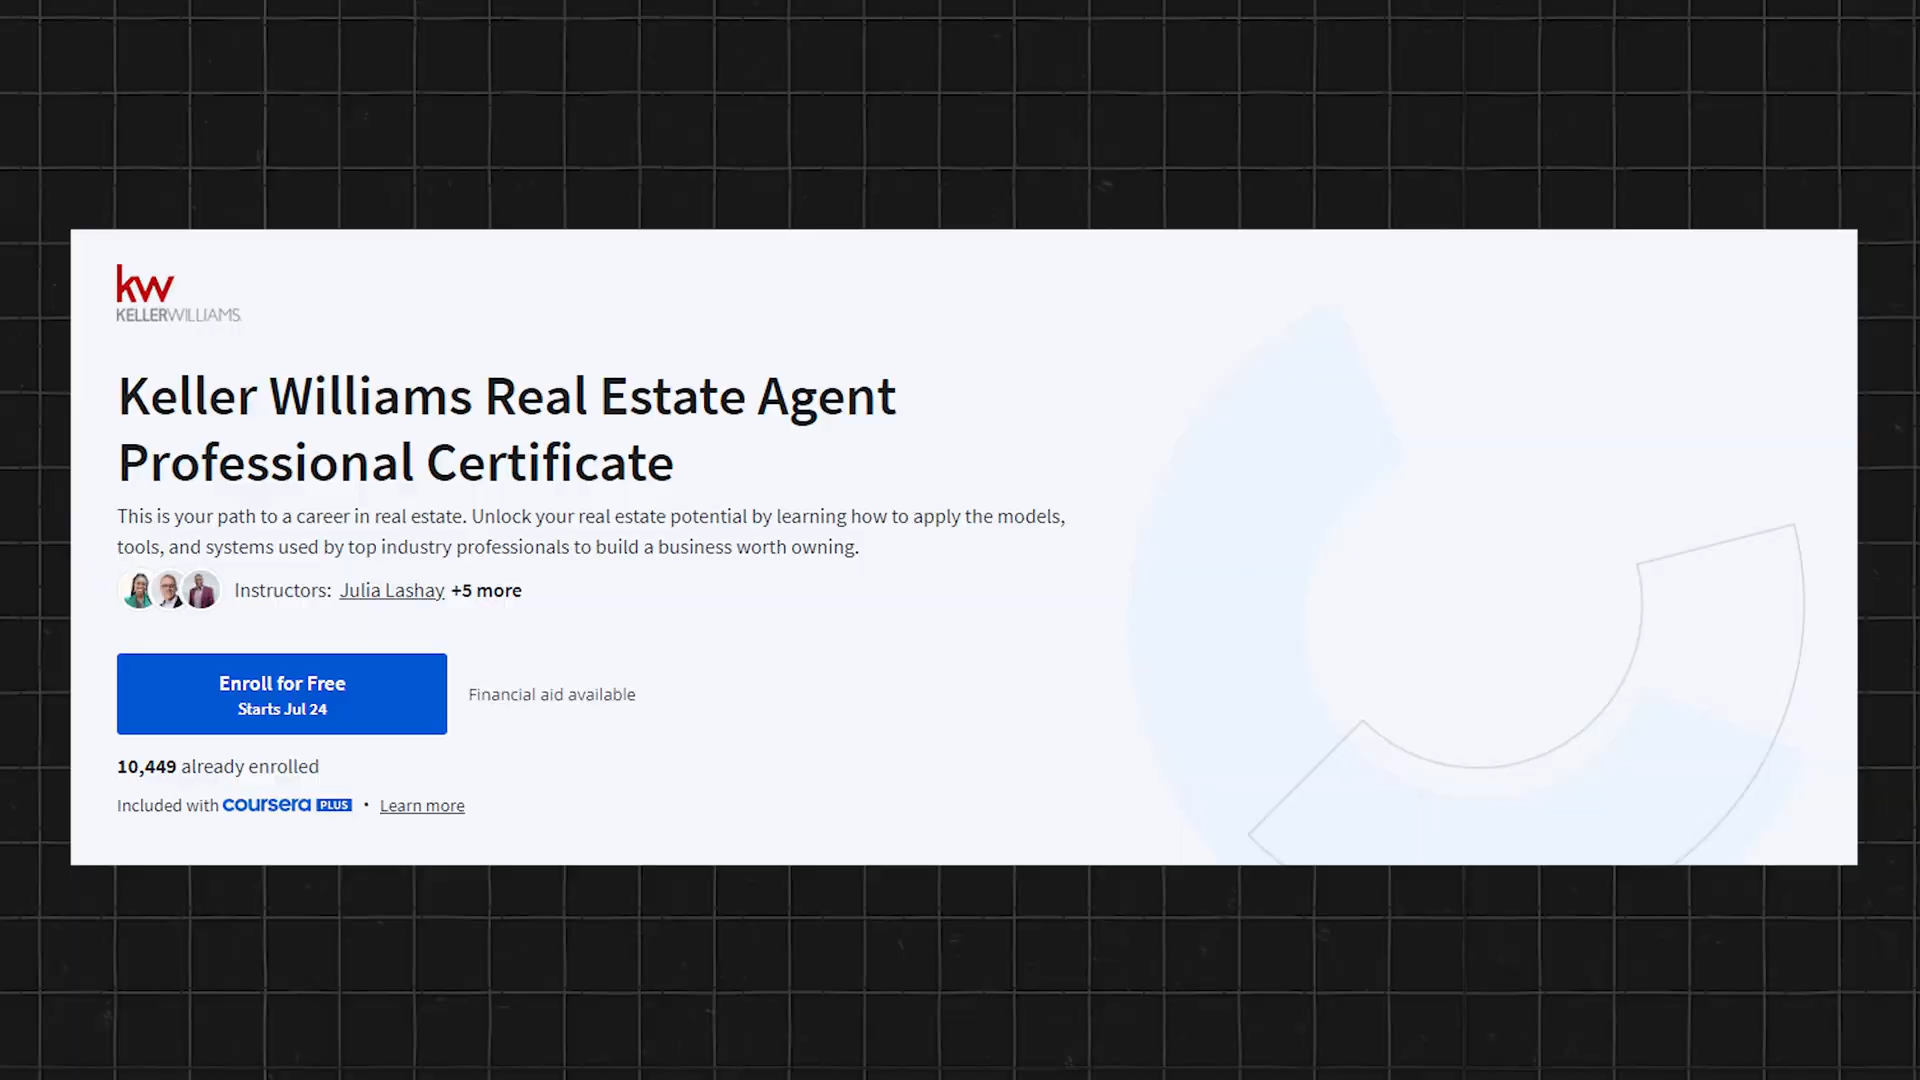 kw
KELLERWILLIAMS.
Keller Williams Real Estate Agent
Professional Certificate
This is your path to a career in real estate. Unlock your real estate potential by learning how to apply the models,
tools, and systems used by top industry professionals to build a business worth owning.
Instructors: Julia Lashay +5 more
Enroll for Free
Starts Jul 24
Financial aid available
10,449 already enrolled
Included with coursera PLUS • Learn more